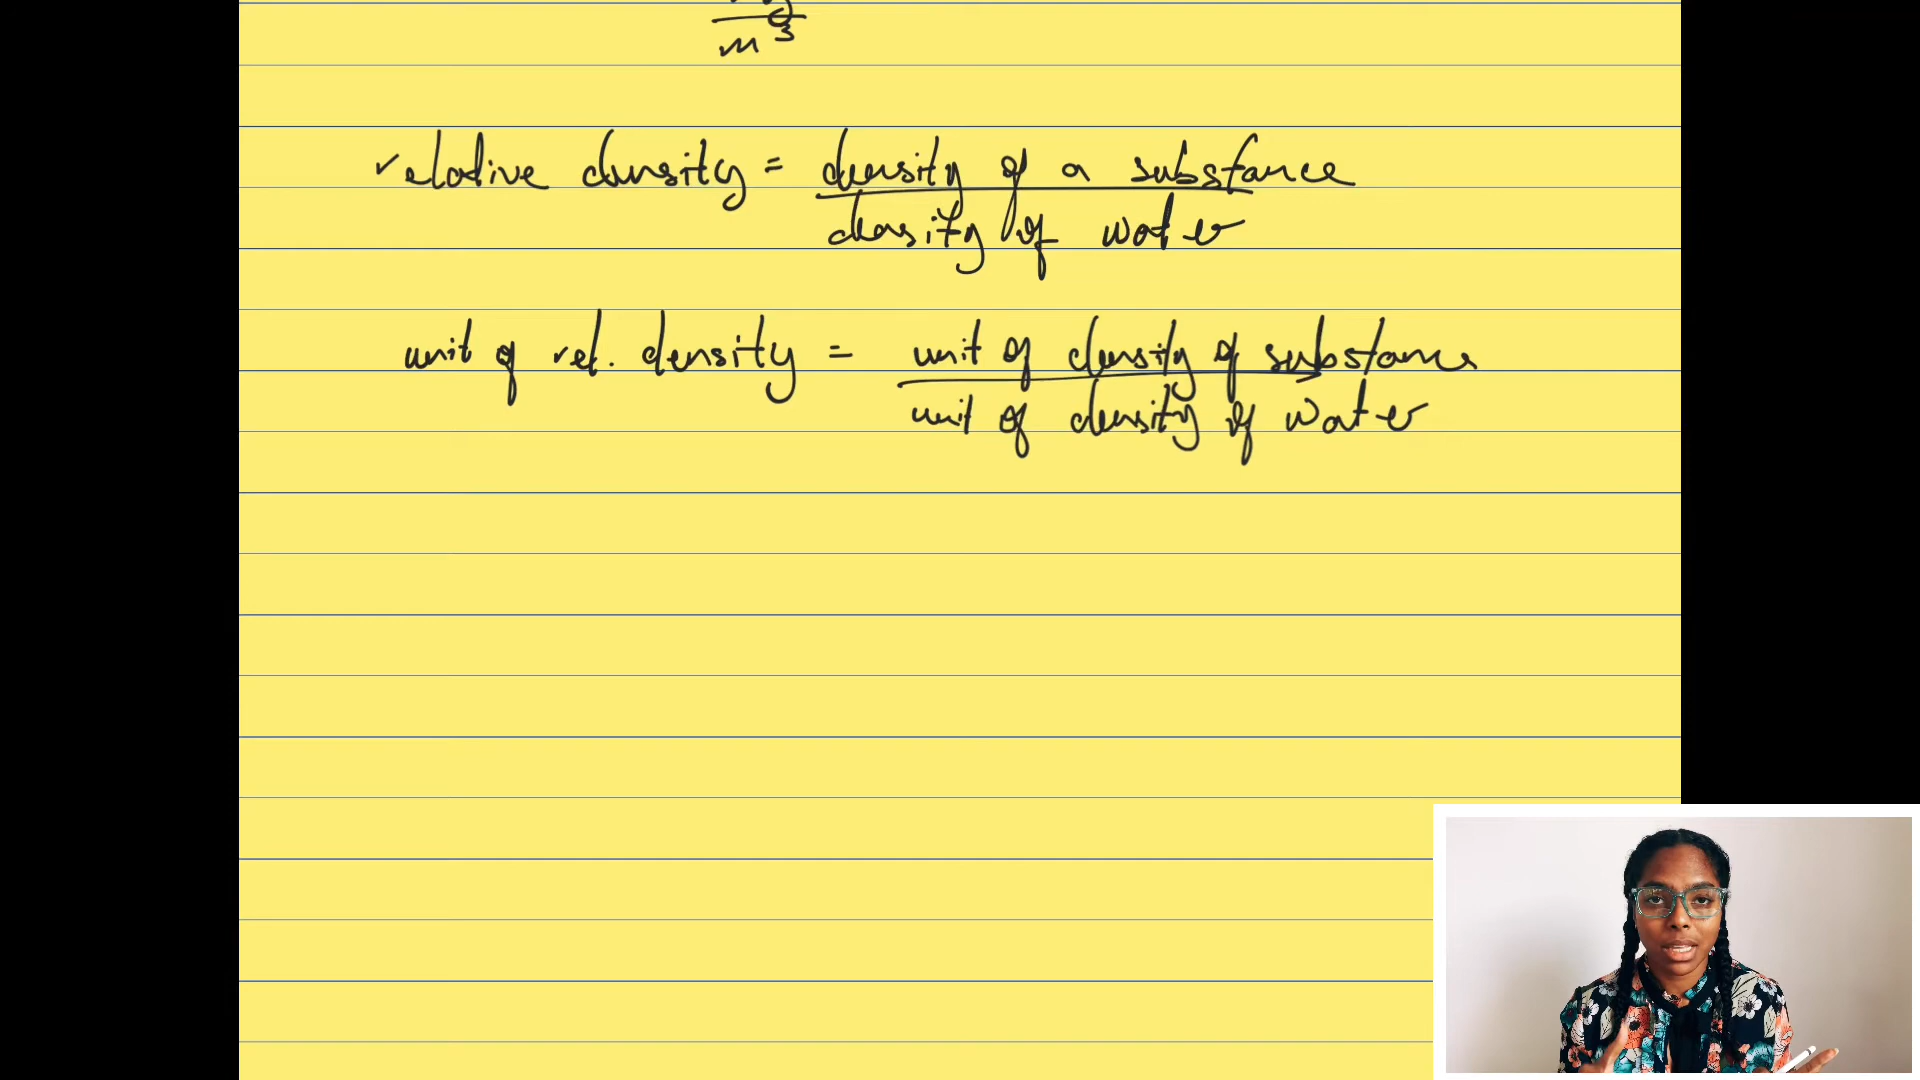 m³
relative density = density of a substance
density of water
unit of rel. density = unit of density of substance
unit of density of water